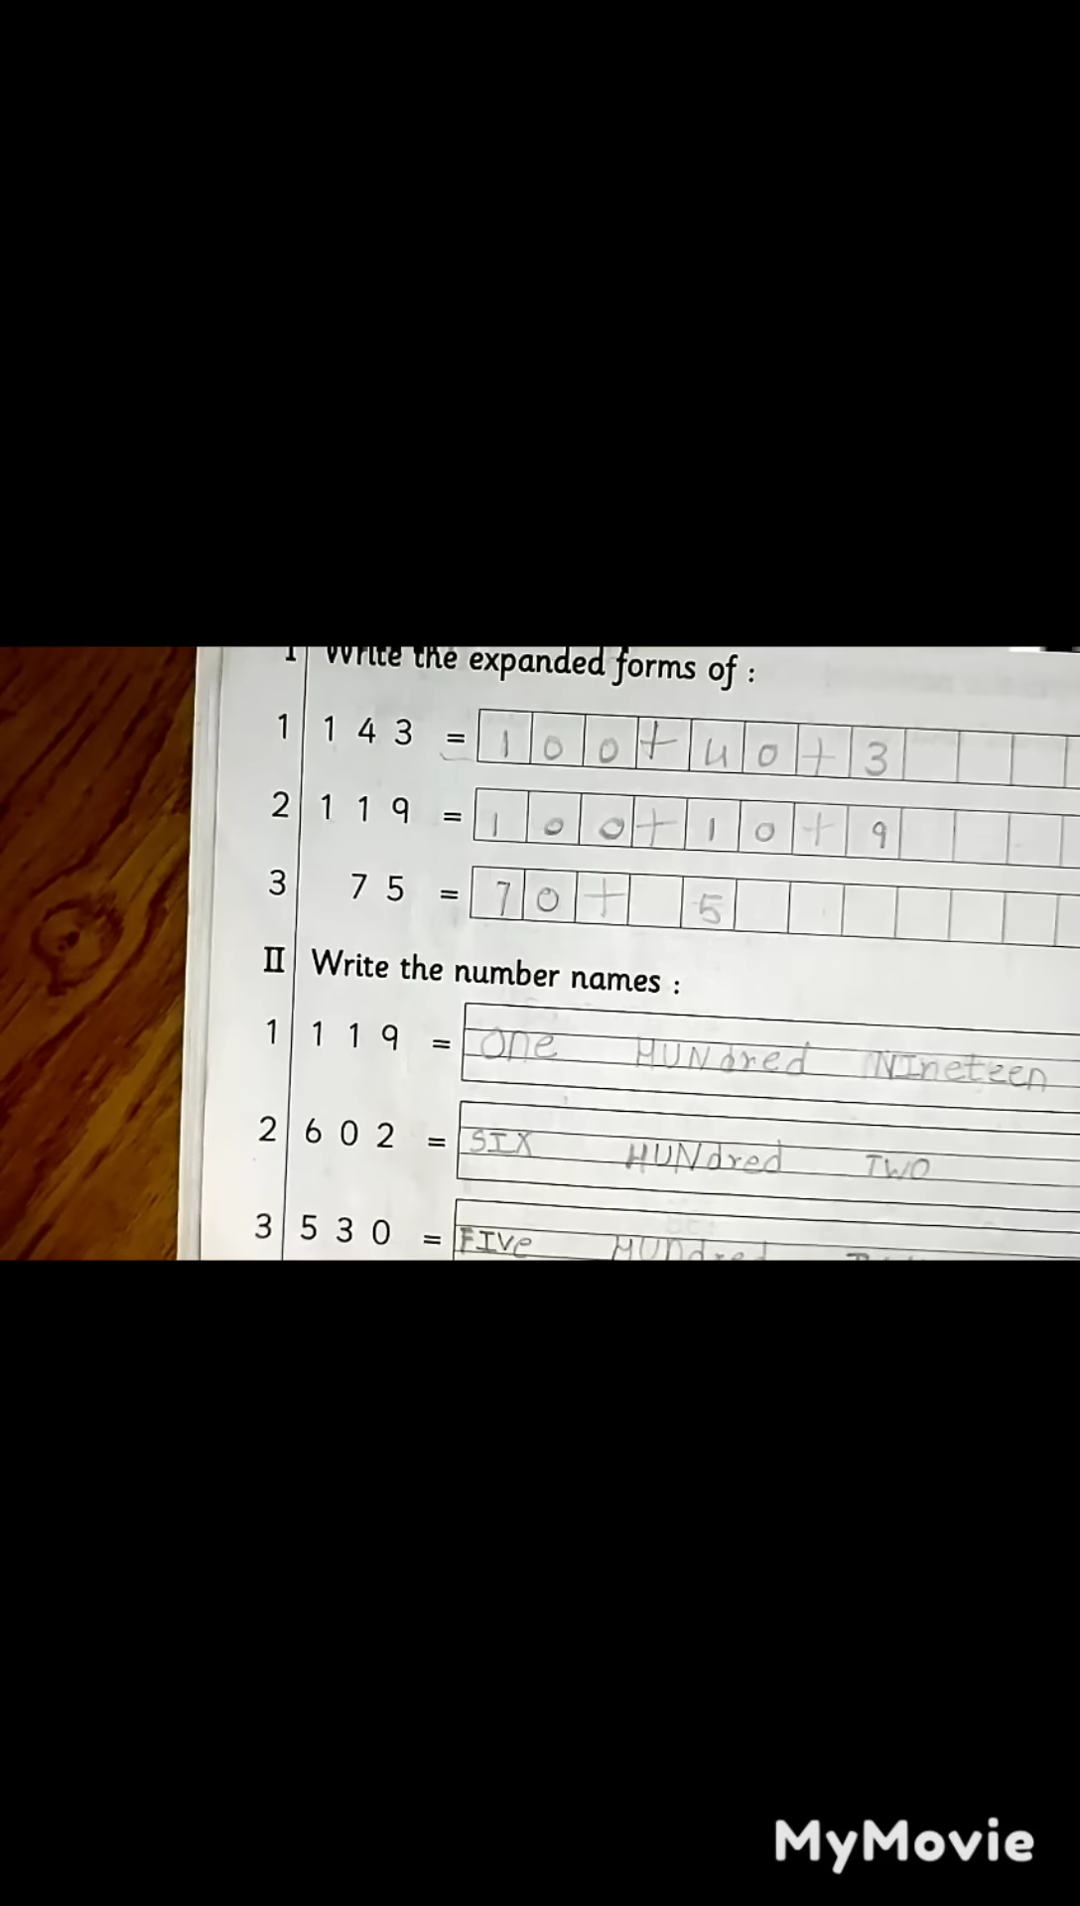 I Write the expanded forms of :
1 1 4 3 = 1 0 0 + 4 0 + 3
2 1 1 9 = 1 0 0 + 1 0 + 9
3 7 5 = 7 0 + 5
II Write the number names :
1 1 1 9 = One HUNdred NIneteen
2 6 0 2 = SIX HUNdred TWO
3 5 3 0 = FIVe HUndred
MyMovie